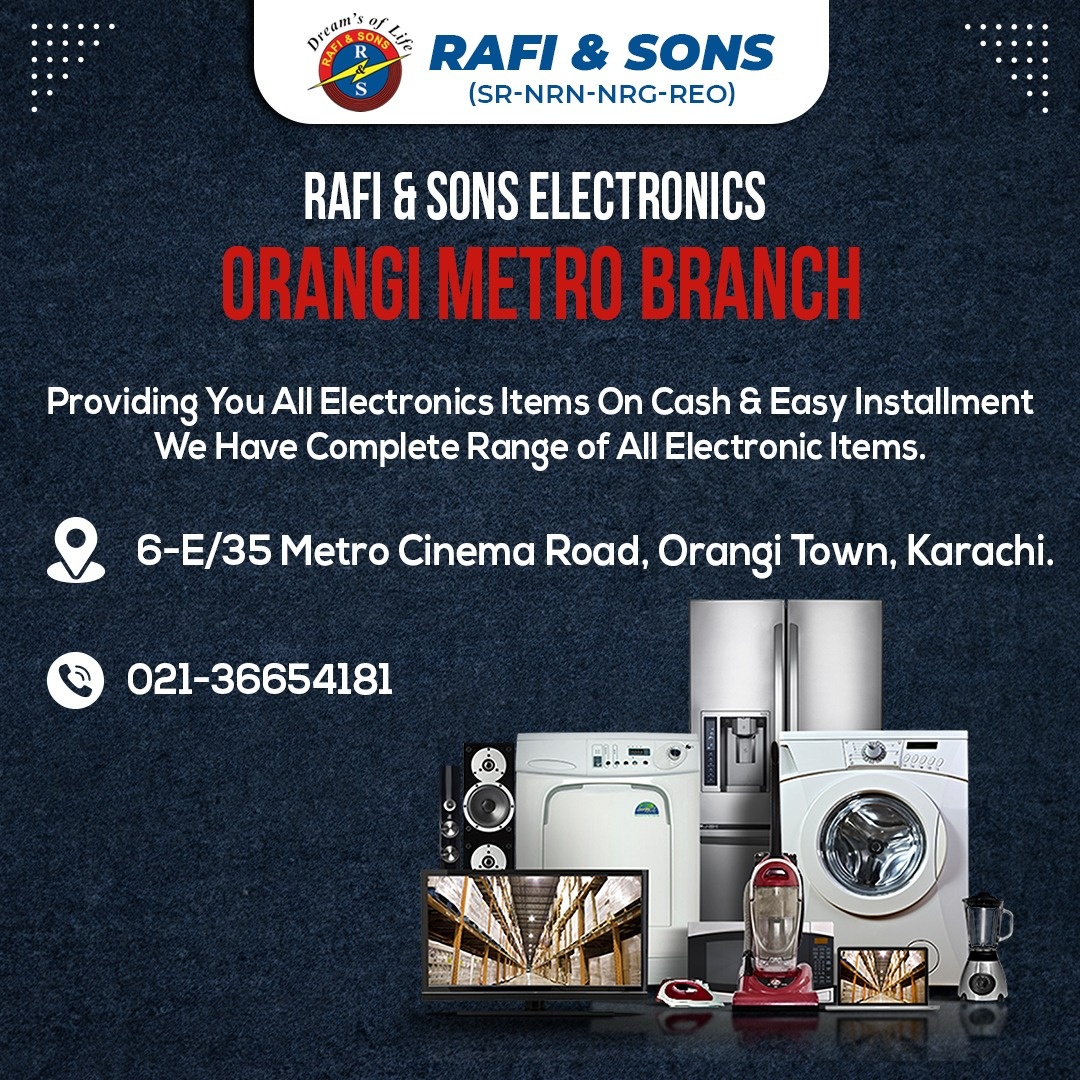 Dream's of Life
RAFI & SONS
R
&
S
RAFI & SONS
(SR-NRN-NRG-REO)
RAFI & SONS ELECTRONICS
ORANGI METRO BRANCH
Providing You All Electronics Items On Cash & Easy Installment
We Have Complete Range of All Electronic Items.
6-E/35 Metro Cinema Road, Orangi Town, Karachi.
021-36654181